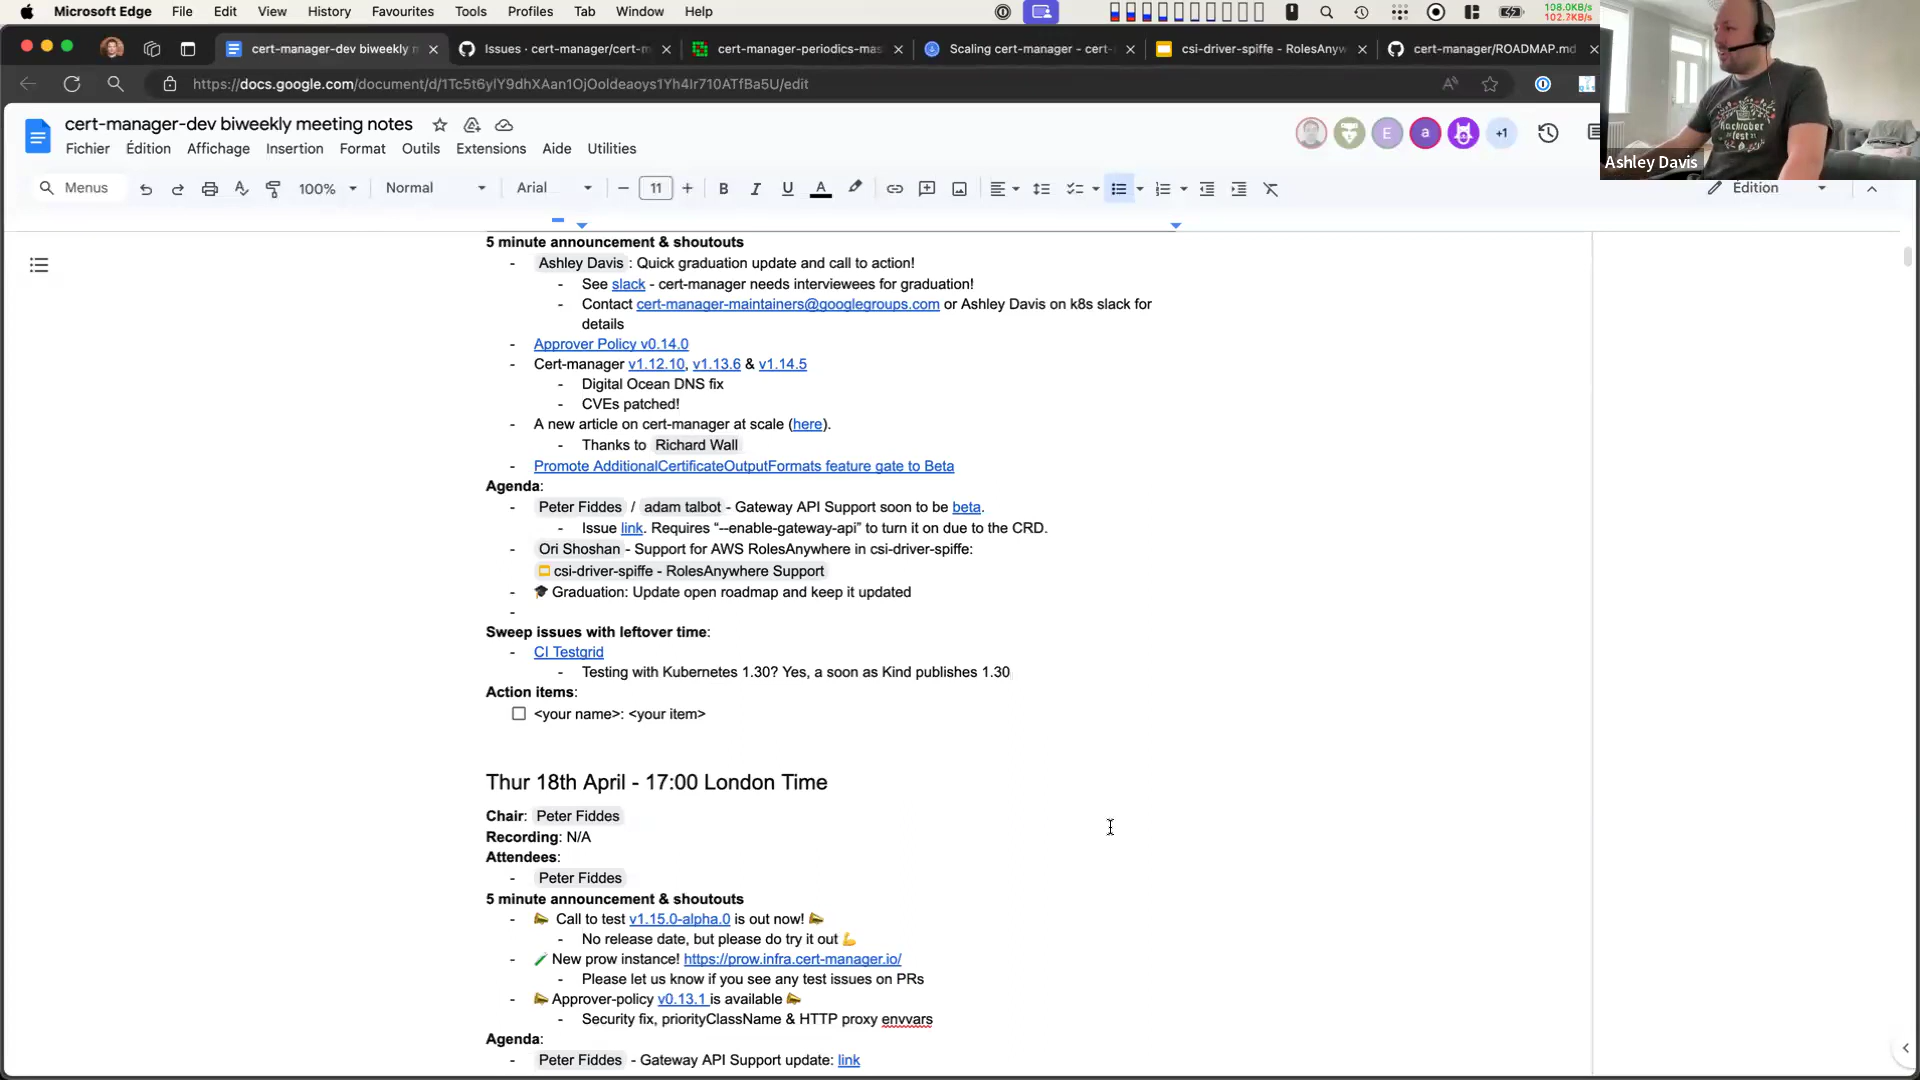 Microsoft Edge File Edit View History Favourites Tools Profiles Tab Window Help
108.0KB/s
102.7KB/s
cert-manager-dev biweekly n
Issues · cert-manager/cert-m
cert-manager-periodics-mas
Scaling cert-manager - cert-
csi-driver-spiffe - RolesAnyw
cert-manager/ROADMAP.md
https://docs.google.com/document/d/1Tc5t6ylY9dhXAan1OjOoIdeaoys1Yh4Ir710ATfBa5U/edit
cert-manager-dev biweekly meeting notes
E a +1
Fichier Édition Affichage Insertion Format Outils Extensions Aide Utilities
Ashley Davis
Menus 100% Normal Arial 11 B I U A Édition
5 minute announcement & shoutouts
- Ashley Davis : Quick graduation update and call to action!
- See slack - cert-manager needs interviewees for graduation!
- Contact cert-manager-maintainers@googlegroups.com or Ashley Davis on k8s slack for
details
- Approver Policy v0.14.0
- Cert-manager v1.12.10, v1.13.6 & v1.14.5
- Digital Ocean DNS fix
- CVEs patched!
- A new article on cert-manager at scale (here).
- Thanks to Richard Wall
- Promote AdditionalCertificateOutputFormats feature gate to Beta
Agenda:
- Peter Fiddes / adam talbot - Gateway API Support soon to be beta.
- Issue link. Requires “--enable-gateway-api” to turn it on due to the CRD.
- Ori Shoshan - Support for AWS RolesAnywhere in csi-driver-spiffe:
csi-driver-spiffe - RolesAnywhere Support
- 🎓 Graduation: Update open roadmap and keep it updated
-
Sweep issues with leftover time:
- CI Testgrid
- Testing with Kubernetes 1.30? Yes, a soon as Kind publishes 1.30
Action items:
<your name>: <your item>
Thur 18th April - 17:00 London Time
Chair: Peter Fiddes
Recording: N/A
Attendees:
- Peter Fiddes
5 minute announcement & shoutouts
- 📣 Call to test v1.15.0-alpha.0 is out now! 📣
- No release date, but please do try it out 💪
- 🧪 New prow instance! https://prow.infra.cert-manager.io/
- Please let us know if you see any test issues on PRs
- 📣 Approver-policy v0.13.1 is available 📣
- Security fix, priorityClassName & HTTP proxy envvars
Agenda:
- Peter Fiddes - Gateway API Support update: link